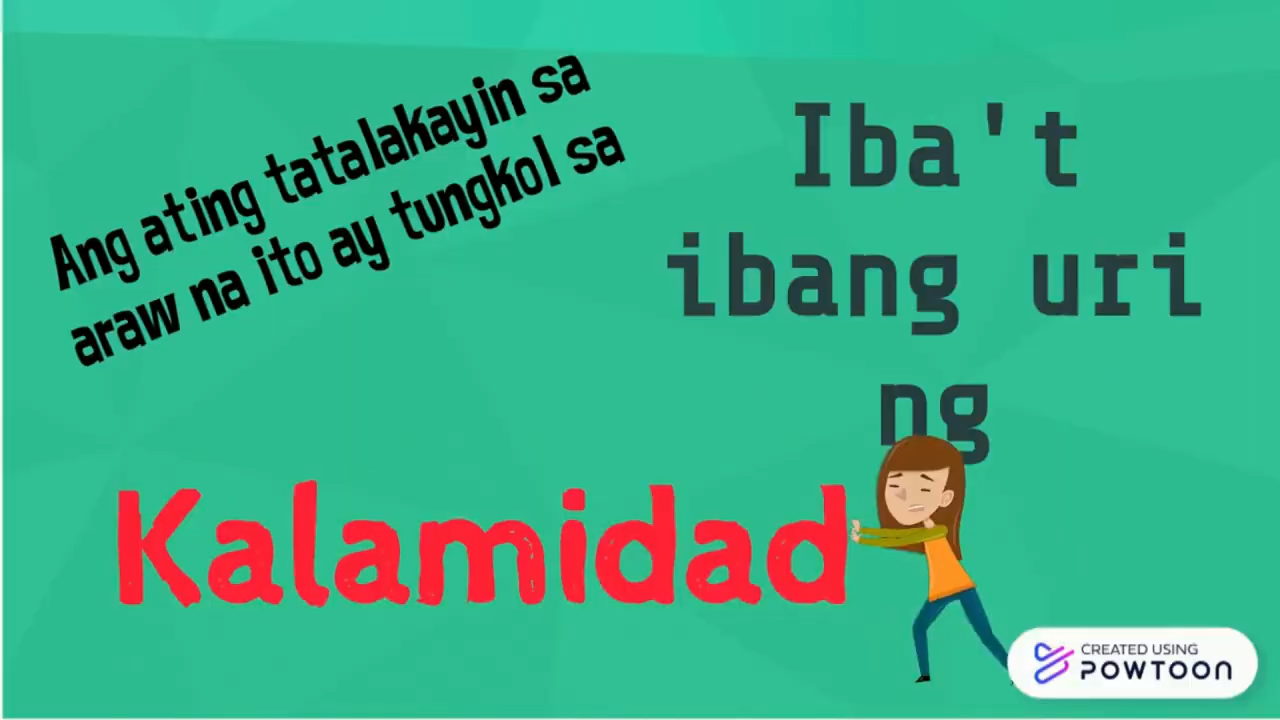 Ang ating tatalakayin sa
araw na ito ay tungkol sa
Iba't
ibang uri
ng
Kalamidad
CREATED USING
POWTOON